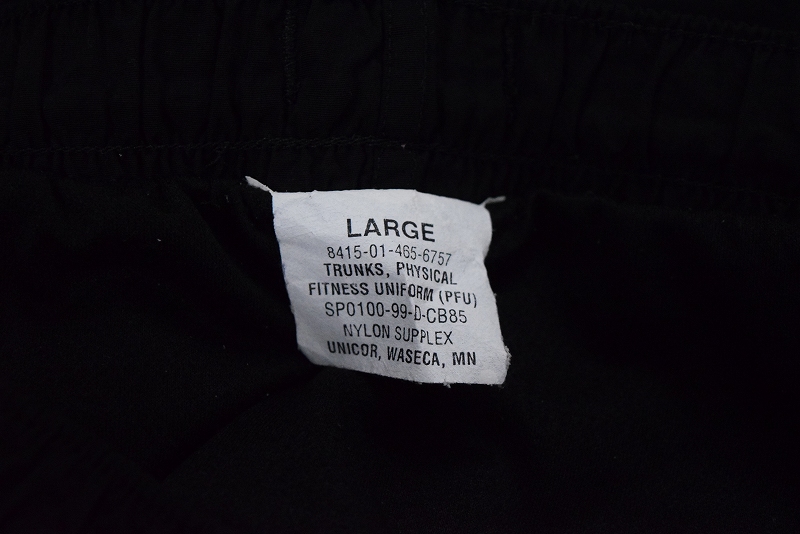 LARGE
8415-01-465-6757
TRUNKS, PHYSICAL
FITNESS UNIFORM (PFU)
SP0100-99-D-CB85
NYLON SUPPLEX
UNICOR, WASECA, MN